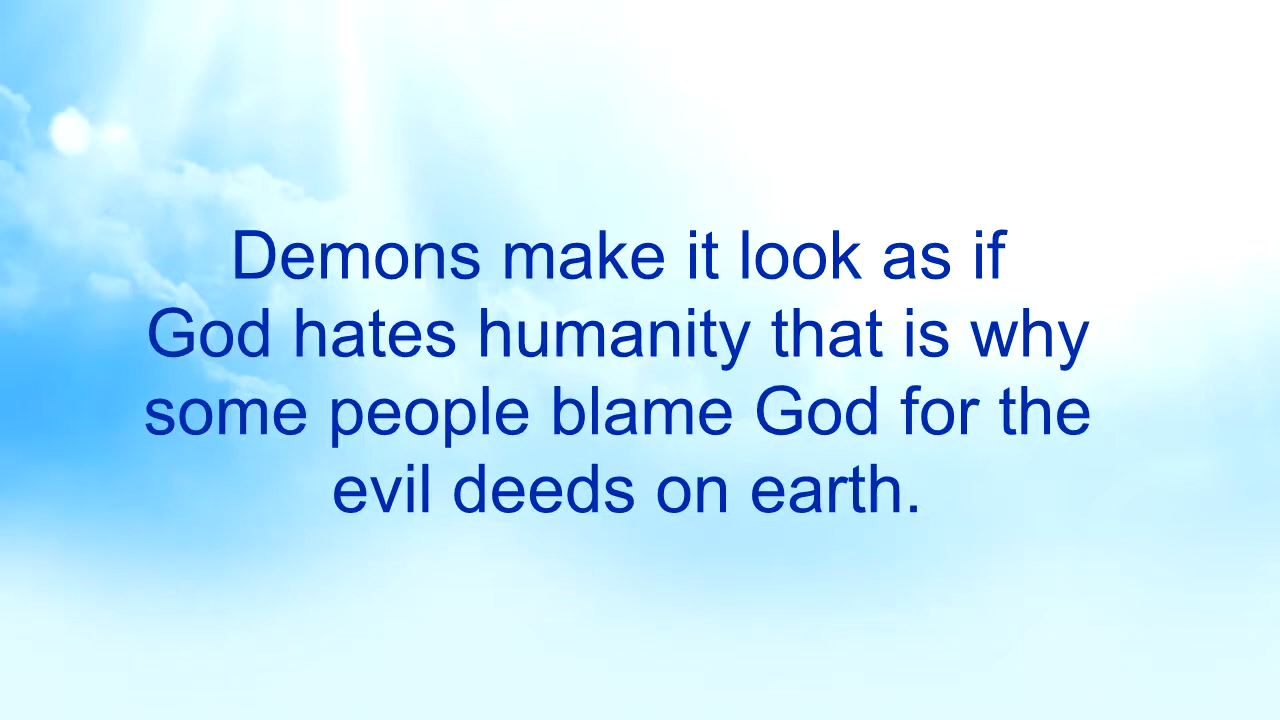 Demons make it look as if
God hates humanity that is why
some people blame God for the
evil deeds on earth.